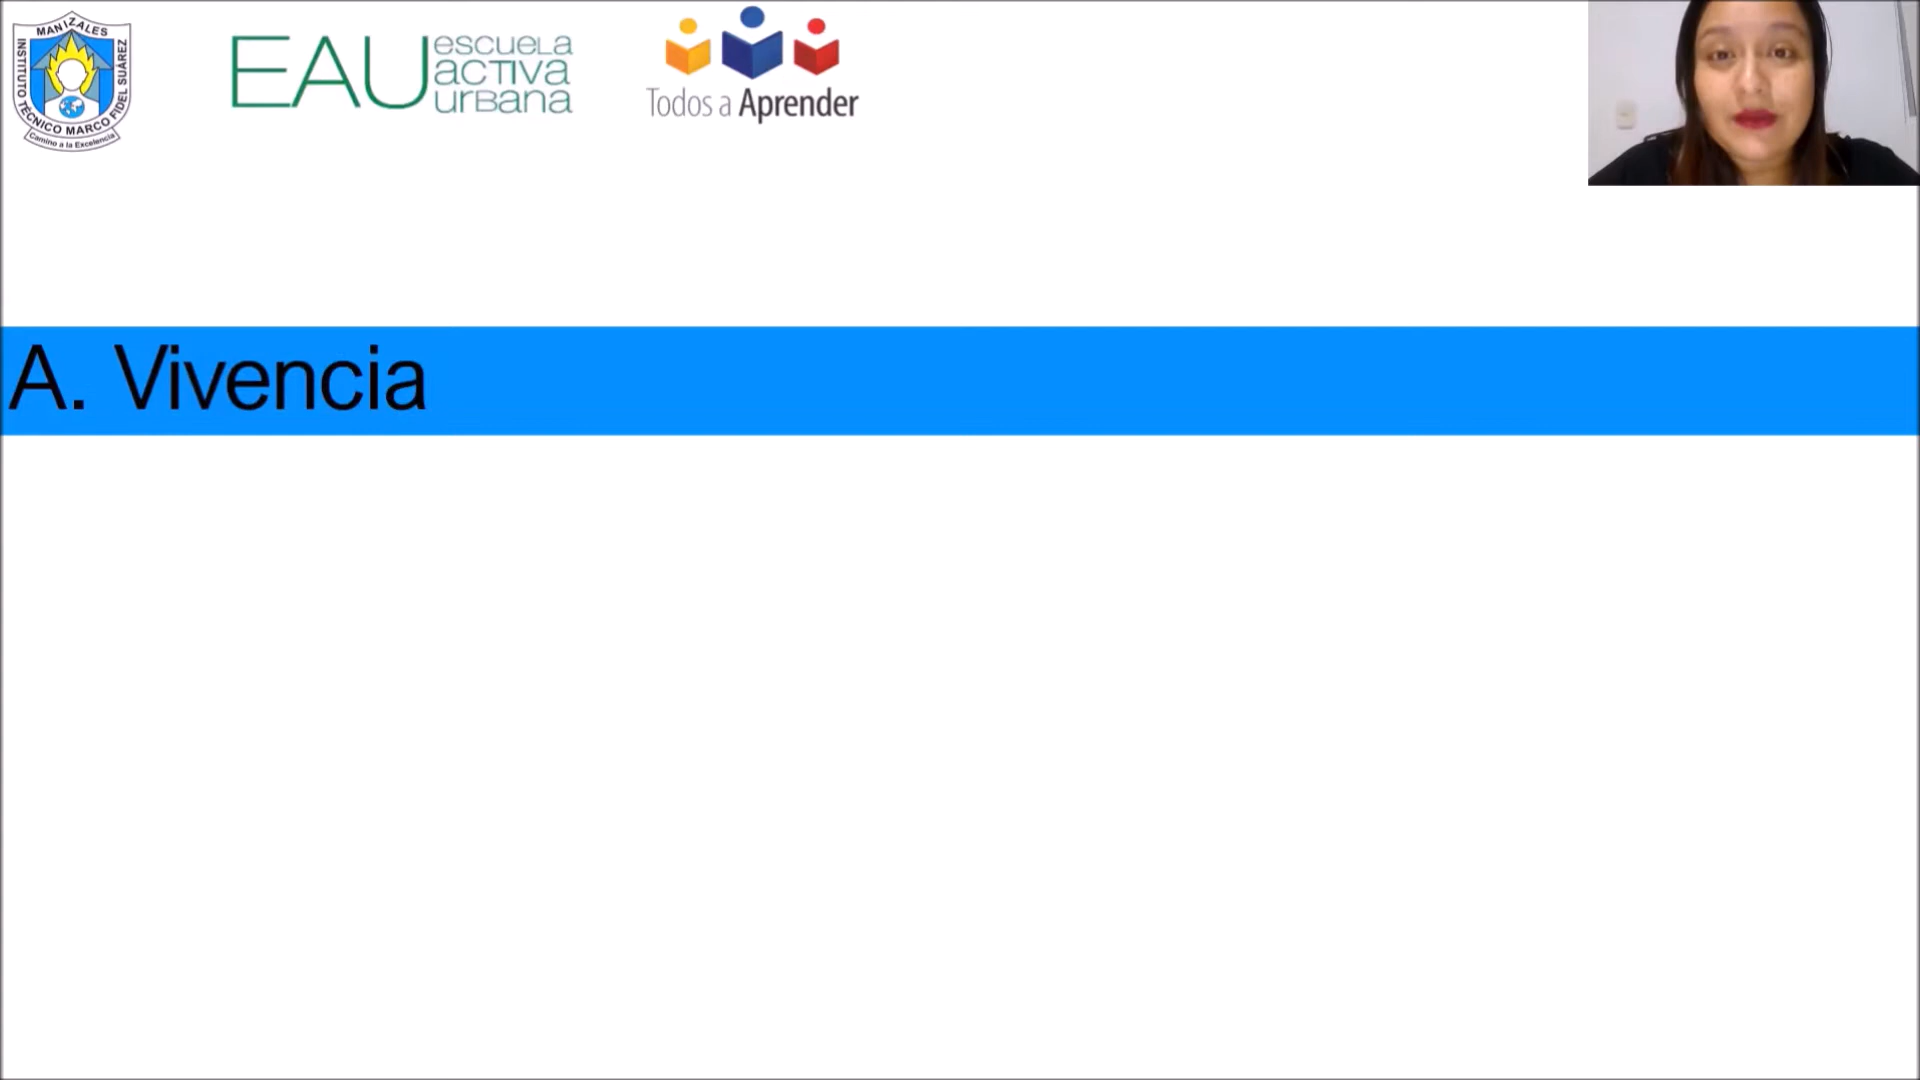 MANIZALES
INSTITUTO TÉCNICO MARCO FIDEL SUÁREZ
Camino a la Excelencia
EAU escuela
activa
urbana
Todos a Aprender
A. Vivencia